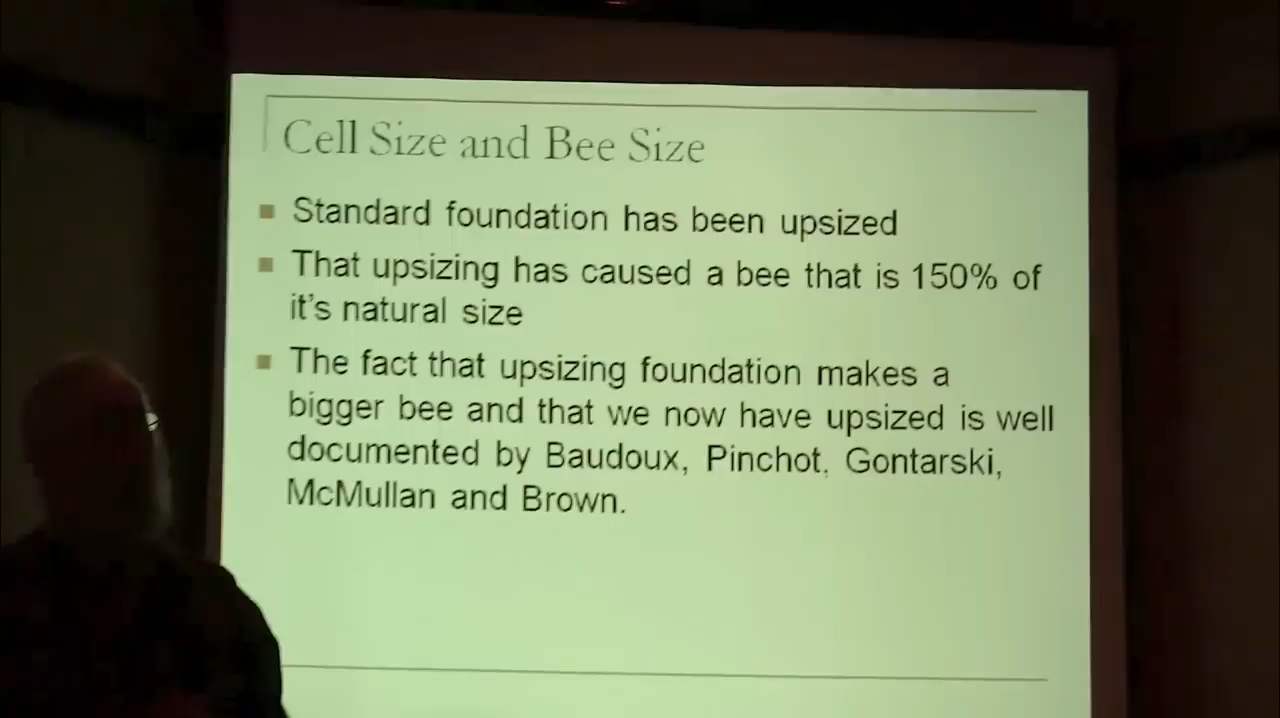 Cell Size and Bee Size
Standard foundation has been upsized
That upsizing has caused a bee that is 150% of
it's natural size
The fact that upsizing foundation makes a
bigger bee and that we now have upsized is well
documented by Baudoux, Pinchot, Gontarski,
McMullan and Brown.